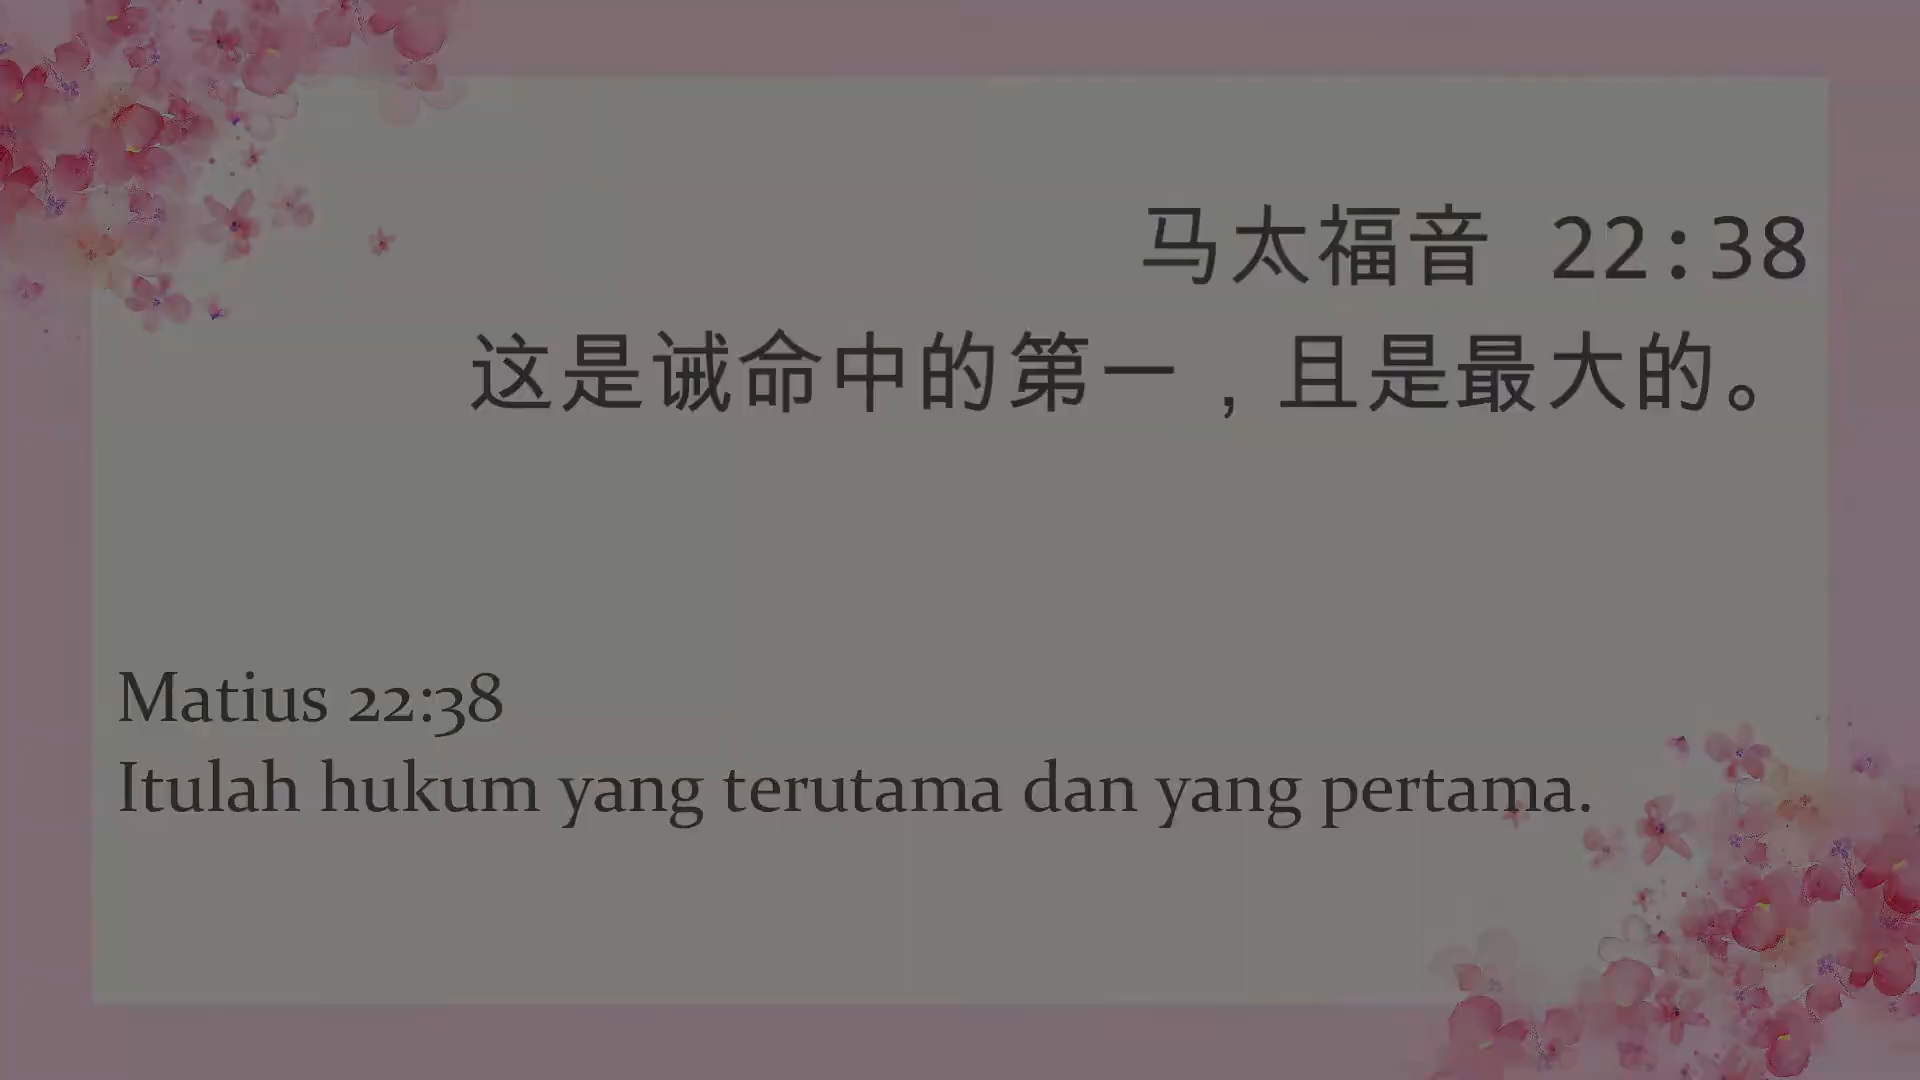 马太福音 22:38
这是诫命中的第一，且是最大的。
Matius 22:38
Itulah hukum yang terutama dan yang pertama.